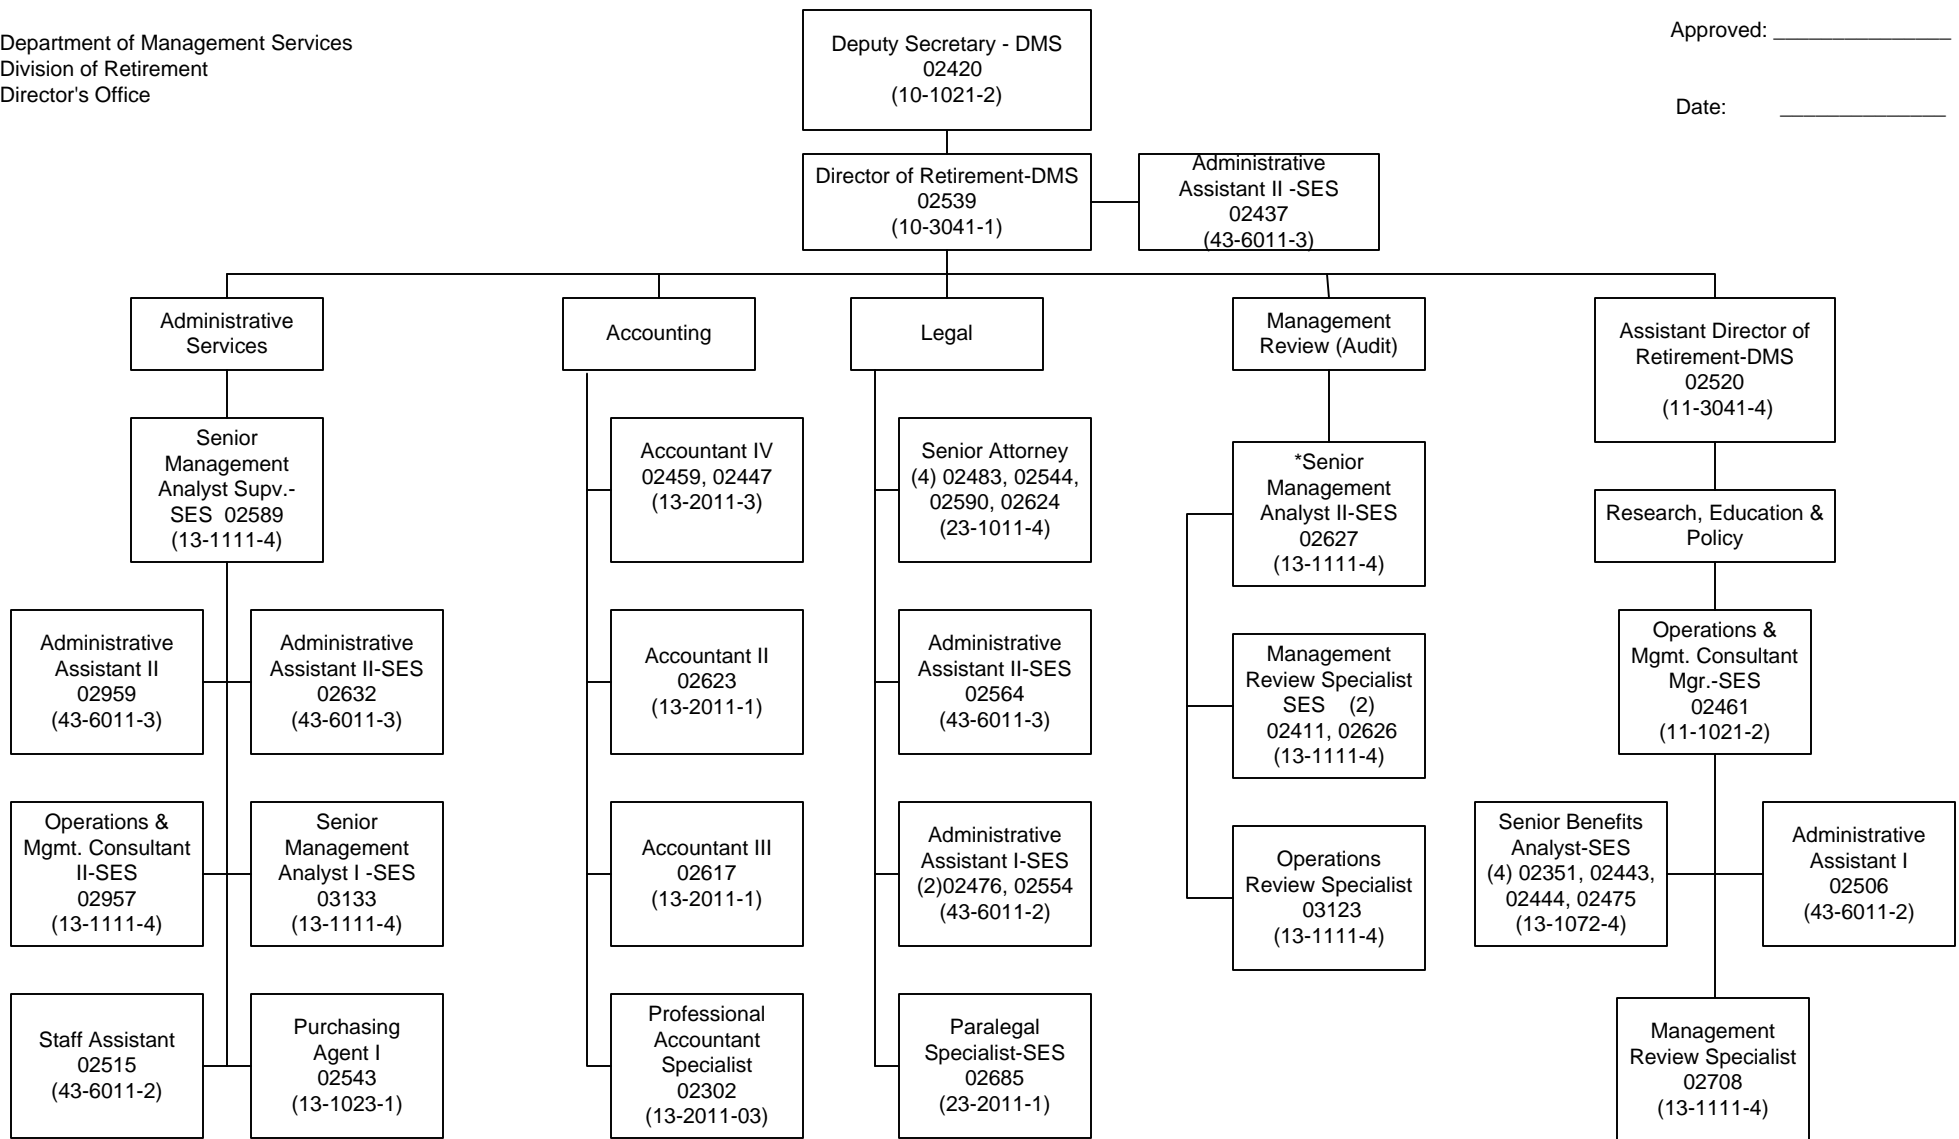 Department of Management Services
Division of Retirement
Director's Office
Deputy Secretary - DMS
02420
(10-1021-2)
Approved: _______________
Date: ______________
Director of Retirement-DMS
02539
(10-3041-1)
Administrative
Assistant II -SES
02437
(43-6011-3)
Administrative
Services
Accounting
Legal
Management
Review (Audit)
Assistant Director of
Retirement-DMS
02520
(11-3041-4)
Senior
Management
Analyst Supv.-
SES 02589
(13-1111-4)
Administrative
Assistant II
02959
(43-6011-3)
Administrative
Assistant II-SES
02632
(43-6011-3)
Operations &
Mgmt. Consultant
II-SES
02957
(13-1111-4)
Senior
Management
Analyst I -SES
03133
(13-1111-4)
Staff Assistant
02515
(43-6011-2)
Purchasing
Agent I
02543
(13-1023-1)
Accountant IV
02459, 02447
(13-2011-3)
Accountant II
02623
(13-2011-1)
Accountant III
02617
(13-2011-1)
Professional
Accountant
Specialist
02302
(13-2011-03)
Senior Attorney
(4) 02483, 02544,
02590, 02624
(23-1011-4)
Administrative
Assistant II-SES
02564
(43-6011-3)
Administrative
Assistant I-SES
(2)02476, 02554
(43-6011-2)
Paralegal
Specialist-SES
02685
(23-2011-1)
*Senior
Management
Analyst II-SES
02627
(13-1111-4)
Management
Review Specialist
SES (2)
02411, 02626
(13-1111-4)
Operations
Review Specialist
03123
(13-1111-4)
Research, Education &
Policy
Operations &
Mgmt. Consultant
Mgr.-SES
02461
(11-1021-2)
Senior Benefits
Analyst-SES
(4) 02351, 02443,
02444, 02475
(13-1072-4)
Administrative
Assistant I
02506
(43-6011-2)
Management
Review Specialist
02708
(13-1111-4)